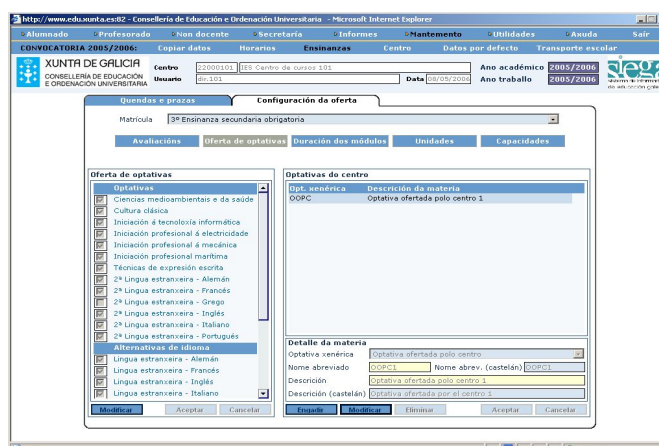 http://www.edu.xunta.es:82 - Consellería de Educación e Ordenación Universitaria - Microsoft Internet Explorer
Alumnado Profesorado Non docente Secretaría Informes Mantemento Utilidades Axuda Saír
CONVOCATORIA 2005/2006: Copiar datos Horarios Ensinanzas Centro Datos por defecto Transporte escolar
XUNTA DE GALICIA
CONSELLERÍA DE EDUCACIÓN
E ORDENACIÓN UNIVERSITARIA
Centro 22000101 IES Centro de cursos 101 Ano académico 2005/2006
Usuario dir.101 Data 08/05/2006 Ano traballo 2005/2006
Quendas e prazas Configuración da oferta
Matrícula 3º Ensinanza secundaria obrigatoria
Avaliacións Oferta de optativas Duración dos módulos Unidades Capacidades
Oferta de optativas
Optativas
Ciencias medioambientais e da saúde
Cultura clásica
Iniciación á tecnoloxía informática
Iniciación profesional á electricidade
Iniciación profesional á mecánica
Iniciación profesional marítima
Técnicas de expresión escrita
2ª Lingua estranxeira - Alemán
2ª Lingua estranxeira - Francés
2ª Lingua estranxeira - Grego
2ª Lingua estranxeira - Inglés
2ª Lingua estranxeira - Italiano
2ª Lingua estranxeira - Portugués
Alternativas de idioma
Lingua estranxeira - Alemán
Lingua estranxeira - Francés
Lingua estranxeira - Inglés
Lingua estranxeira - Italiano
Modificar Aceptar Cancelar
Optativas do centro
Opt. xenérica Descrición da materia
OOPC Optativa ofertada polo centro 1
Detalle da materia
Optativa xenérica Optativa ofertada polo centro
Nome abreviado OOPC1 Nome abrev. (castelán) OOPC1
Descrición Optativa ofertada polo centro 1
Descrición (castelán) Optativa ofertada por el centro 1
Engadir Modificar Eliminar Aceptar Cancelar